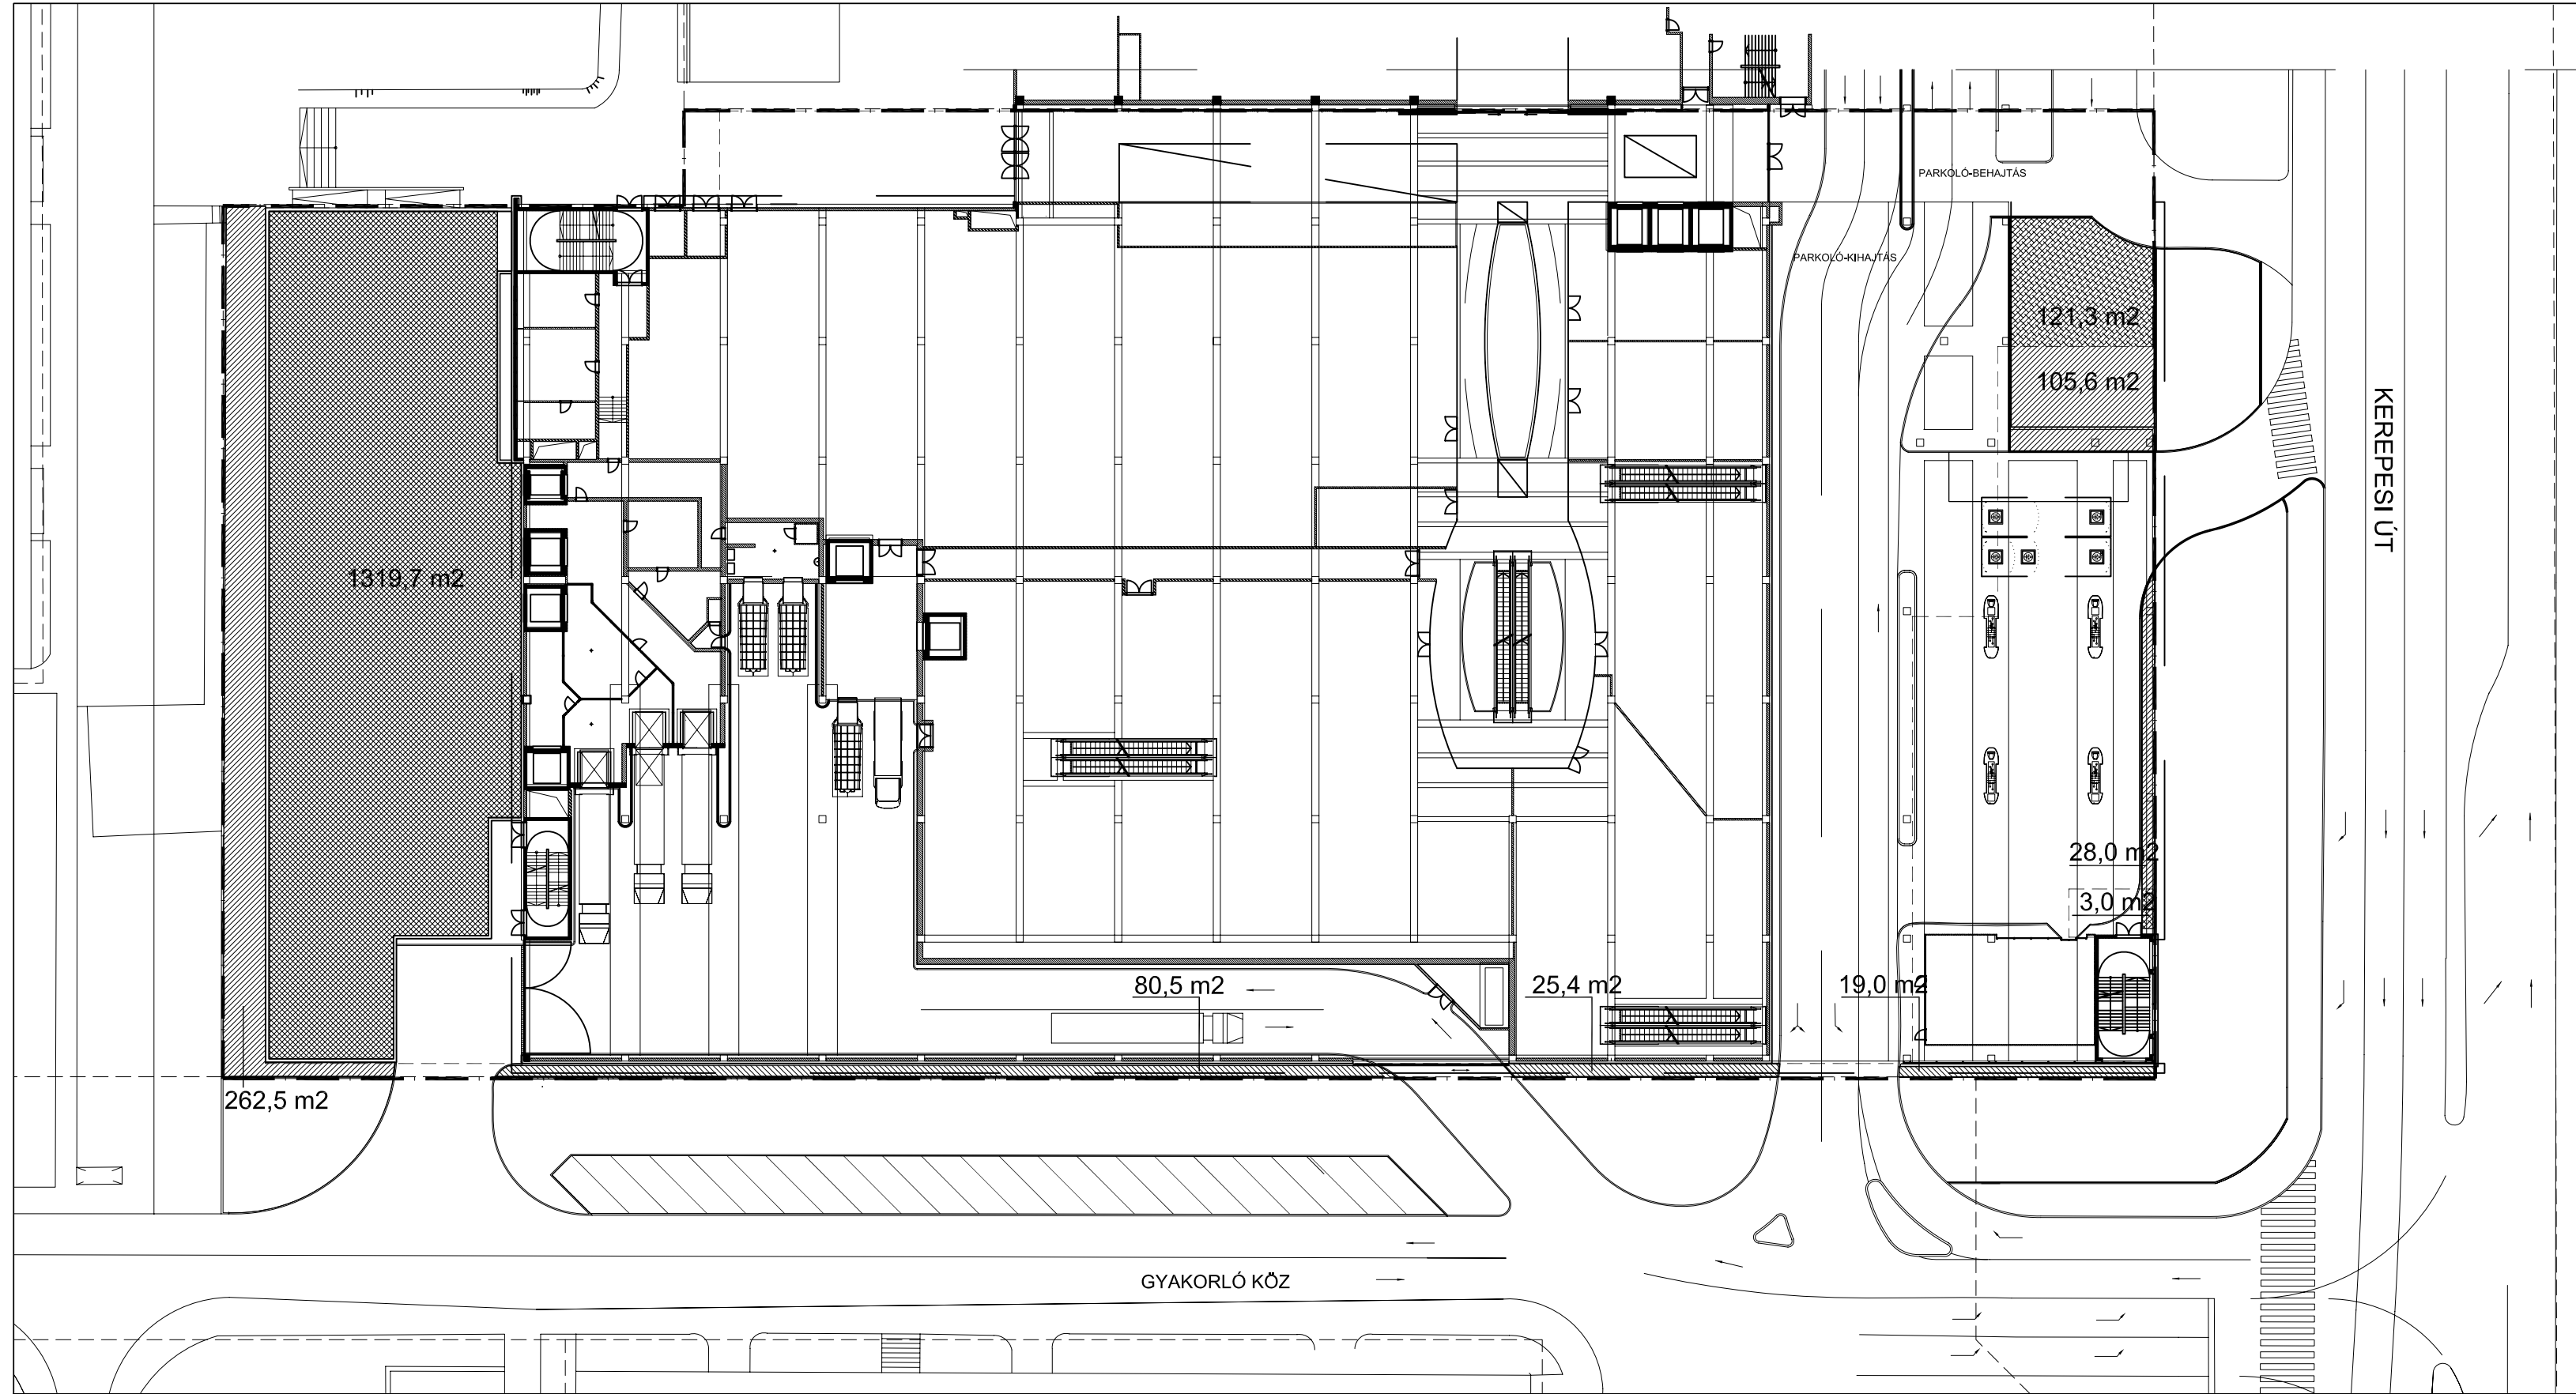 PARKOLÓ-BEHAJTÁS
PARKOLÓ-KIHAJTÁS
121,3 m2
105,6 m2
KEREPESI ÚT
1319,7 m2
28,0 m2
3,0 m2
80,5 m2
25,4 m2
19,0 m2
262,5 m2
GYAKORLÓ KÖZ